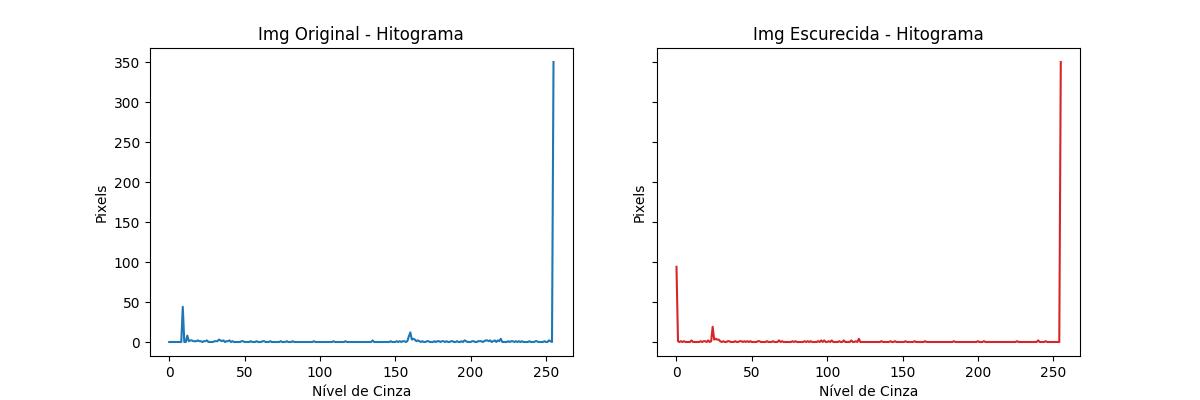 Img Original - Hitograma
350
300
250
200
150
100
50
0
Pixels
0 50 100 150 200 250
Nível de Cinza
Img Escurecida - Hitograma
Pixels
0 50 100 150 200 250
Nível de Cinza